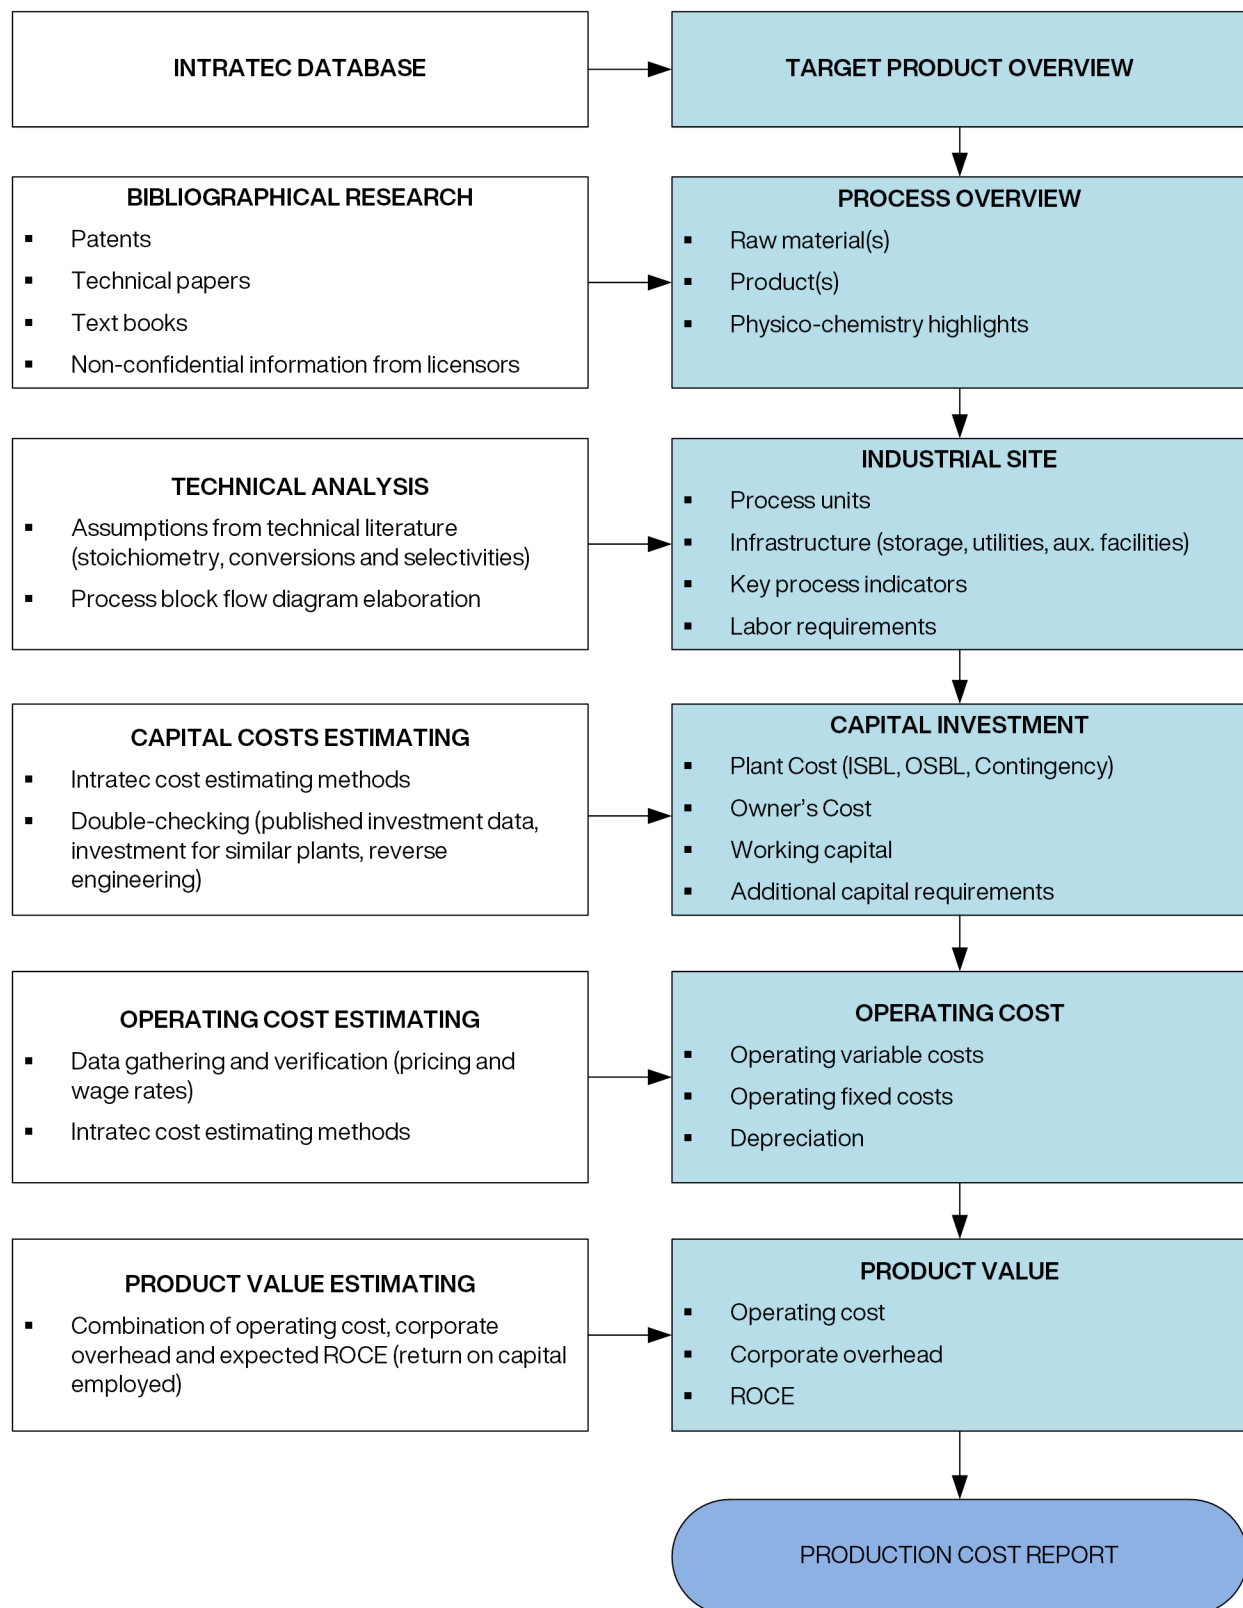 INTRATEC DATABASE
TARGET PRODUCT OVERVIEW
BIBLIOGRAPHICAL RESEARCH
▪ Patents
▪ Technical papers
▪ Text books
▪ Non-confidential information from licensors
PROCESS OVERVIEW
▪ Raw material(s)
▪ Product(s)
▪ Physico-chemistry highlights
TECHNICAL ANALYSIS
▪ Assumptions from technical literature
(stoichiometry, conversions and selectivities)
▪ Process block flow diagram elaboration
INDUSTRIAL SITE
▪ Process units
▪ Infrastructure (storage, utilities, aux. facilities)
▪ Key process indicators
▪ Labor requirements
CAPITAL COSTS ESTIMATING
▪ Intratec cost estimating methods
▪ Double-checking (published investment data,
investment for similar plants, reverse
engineering)
CAPITAL INVESTMENT
▪ Plant Cost (ISBL, OSBL, Contingency)
▪ Owner’s Cost
▪ Working capital
▪ Additional capital requirements
OPERATING COST ESTIMATING
▪ Data gathering and verification (pricing and
wage rates)
▪ Intratec cost estimating methods
OPERATING COST
▪ Operating variable costs
▪ Operating fixed costs
▪ Depreciation
PRODUCT VALUE ESTIMATING
▪ Combination of operating cost, corporate
overhead and expected ROCE (return on capital
employed)
PRODUCT VALUE
▪ Operating cost
▪ Corporate overhead
▪ ROCE
PRODUCTION COST REPORT